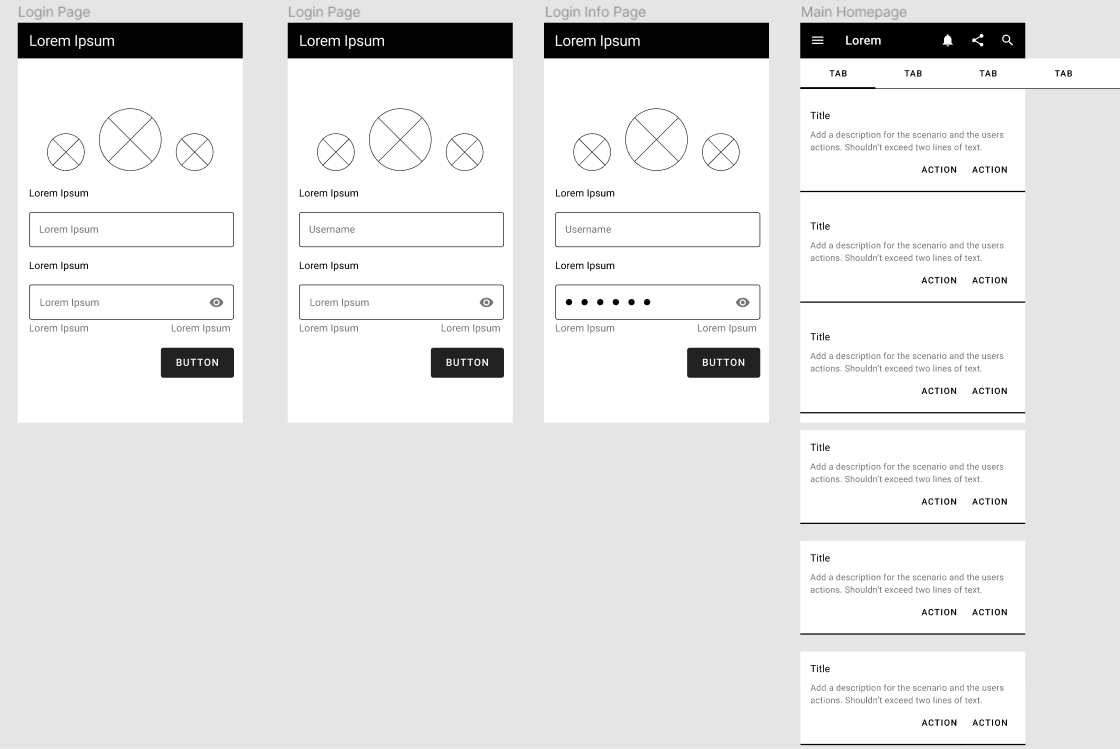 Login Page
Lorem Ipsum
Lorem Ipsum
Lorem Ipsum
Lorem Ipsum
Lorem Ipsum
Lorem Ipsum Lorem Ipsum
BUTTON
Login Page
Lorem Ipsum
Lorem Ipsum
Username
Lorem Ipsum
Lorem Ipsum
Lorem Ipsum Lorem Ipsum
BUTTON
Login Info Page
Lorem Ipsum
Lorem Ipsum
Username
Lorem Ipsum
Lorem Ipsum Lorem Ipsum
BUTTON
Main Homepage
Lorem
TAB TAB TAB TAB
Title
Add a description for the scenario and the users
actions. Shouldn't exceed two lines of text.
ACTION ACTION
Title
Add a description for the scenario and the users
actions. Shouldn't exceed two lines of text.
ACTION ACTION
Title
Add a description for the scenario and the users
actions. Shouldn't exceed two lines of text.
ACTION ACTION
Title
Add a description for the scenario and the users
actions. Shouldn't exceed two lines of text.
ACTION ACTION
Title
Add a description for the scenario and the users
actions. Shouldn't exceed two lines of text.
ACTION ACTION
Title
Add a description for the scenario and the users
actions. Shouldn't exceed two lines of text.
ACTION ACTION